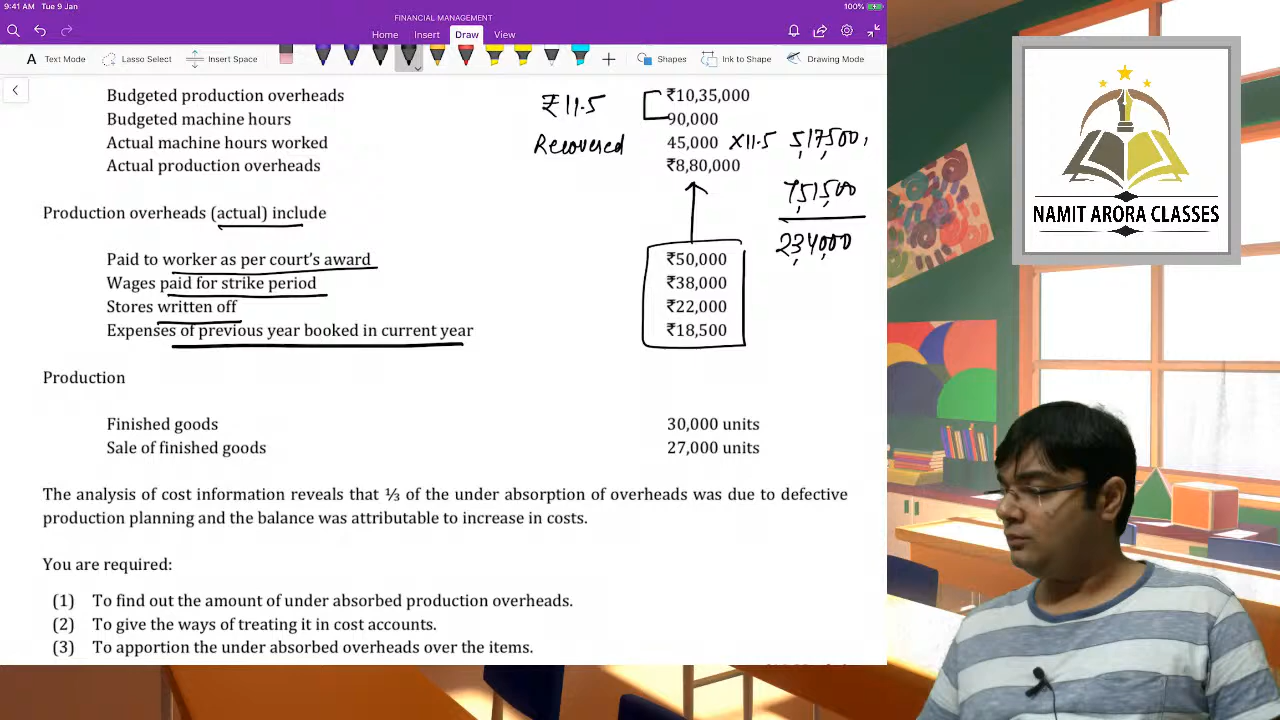 9:41 AM Tue 9 Jan
100%
FINANCIAL MANAGEMENT
Home Insert Draw View
A Text Mode Lasso Select Insert Space Shapes Ink to Shape Drawing Mode
Budgeted production overheads ₹11.5 ₹10,35,000
Budgeted machine hours 90,000
Actual machine hours worked Recovered 45,000 x11.5 517500,
Actual production overheads ₹8,80,000
751500
Production overheads (actual) include
234000
Paid to worker as per court's award ₹50,000
Wages paid for strike period ₹38,000
Stores written off ₹22,000
Expenses of previous year booked in current year ₹18,500
Production
Finished goods 30,000 units
Sale of finished goods 27,000 units
The analysis of cost information reveals that ⅓ of the under absorption of overheads was due to defective
production planning and the balance was attributable to increase in costs.
You are required:
(1) To find out the amount of under absorbed production overheads.
(2) To give the ways of treating it in cost accounts.
(3) To apportion the under absorbed overheads over the items.
NAMIT ARORA CLASSES